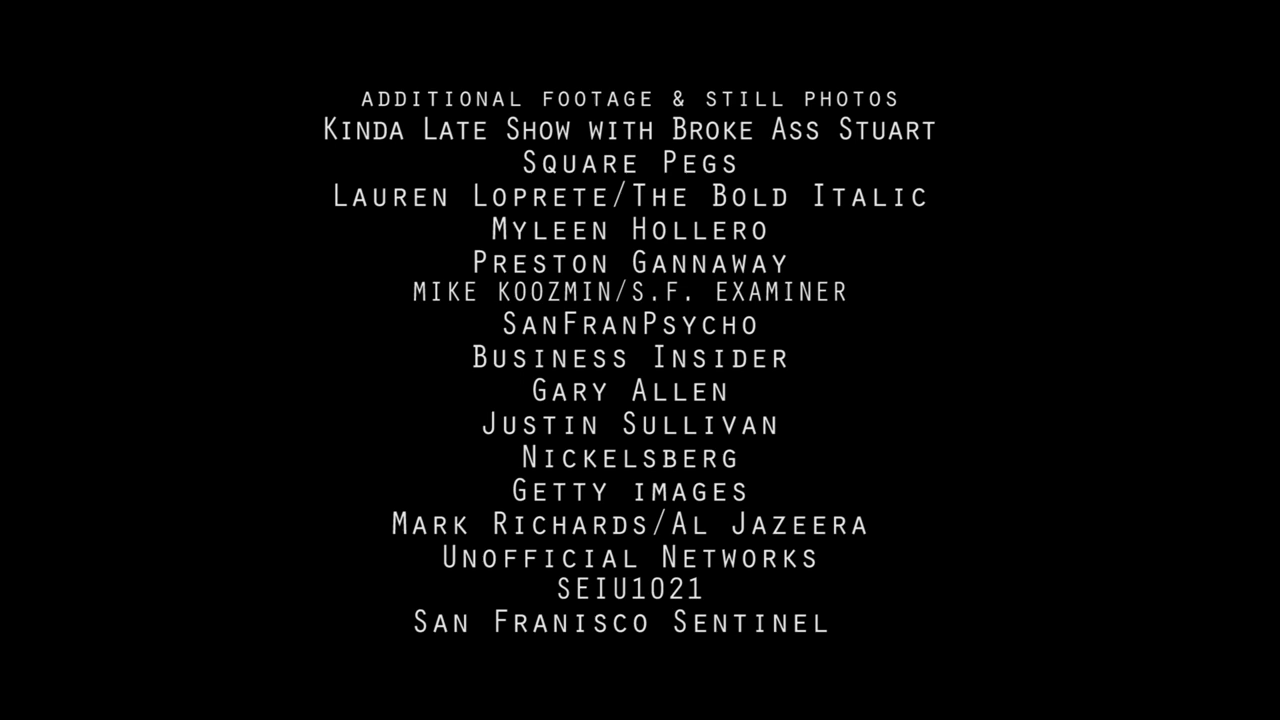 ADDITIONAL FOOTAGE & STILL PHOTOS
KINDA LATE SHOW WITH BROKE ASS STUART
SQUARE PEGS
LAUREN LOPRETE/THE BOLD ITALIC
MYLEEN HOLLERO
PRESTON GANNAWAY
MIKE KOOZMIN/S.F. EXAMINER
SANFRANPSYCHO
BUSINESS INSIDER
GARY ALLEN
JUSTIN SULLIVAN
NICKELSBERG
GETTY IMAGES
MARK RICHARDS/AL JAZEERA
UNOFFICIAL NETWORKS
SEIU1021
SAN FRANISCO SENTINEL